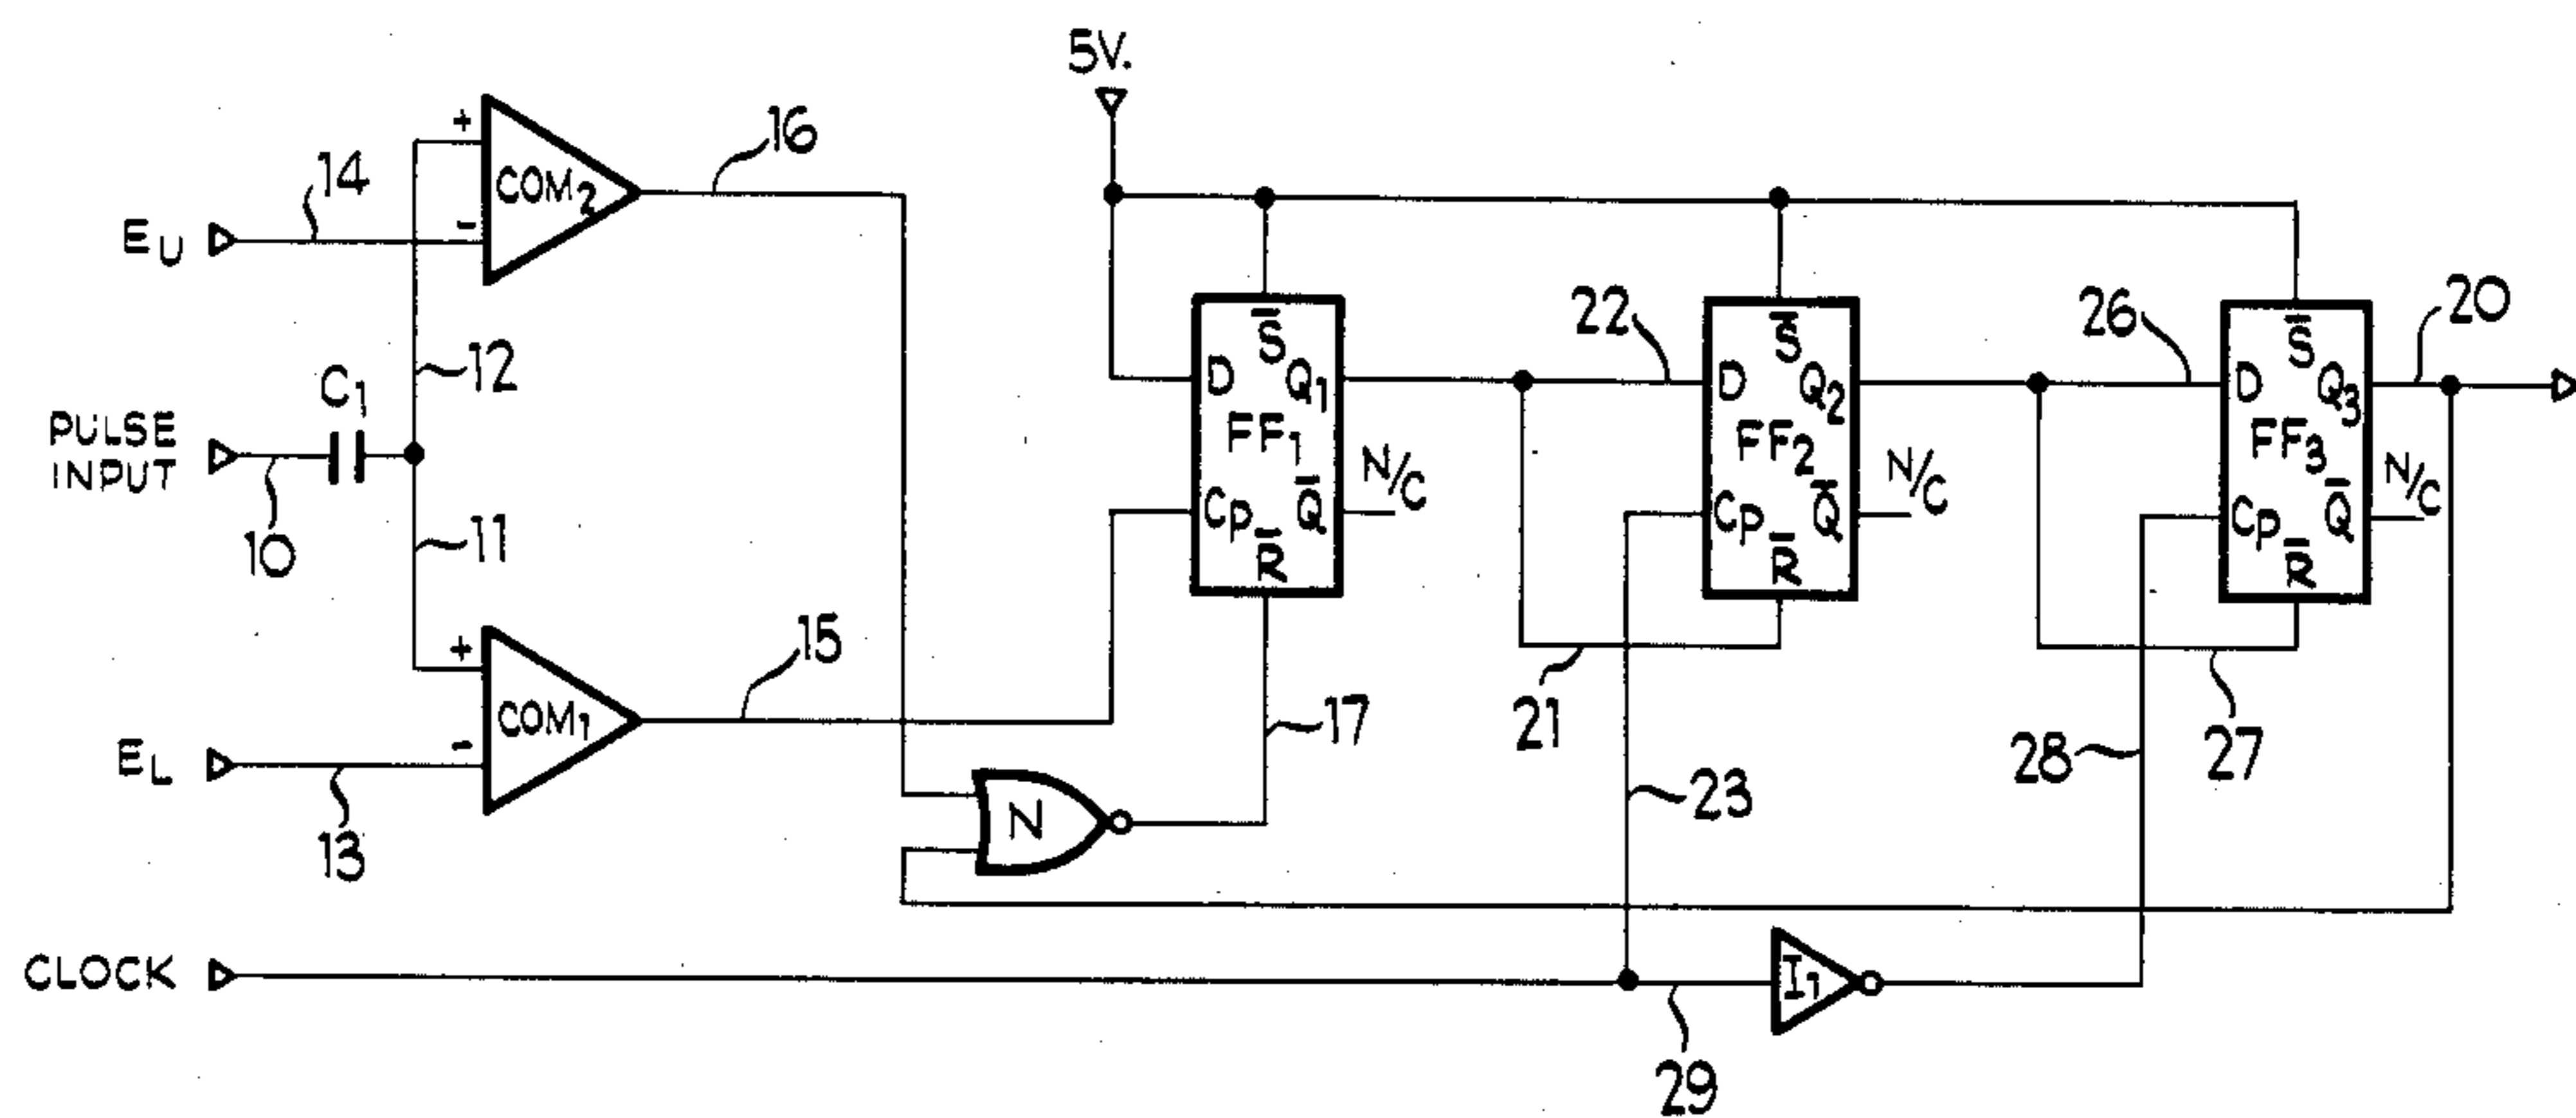 5V.
+
COM2
-
16
14
EU
12
C1
PULSE
INPUT
10
11
+
COM1
-
15
EL
13
S̅
D
Q1
FF1
CP
Q̅
R̅
N/C
17
22
21
S̅
D
Q2
FF2
CP
Q̅
R̅
N/C
23
26
S̅
D
Q3
FF3
CP
Q̅
R̅
N/C
20
28
27
N
CLOCK
I1
29